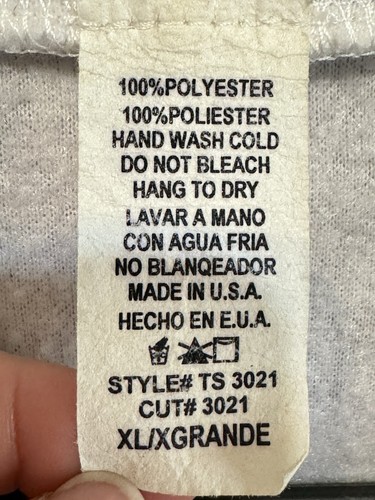 100%POLYESTER
100%POLIESTER
HAND WASH COLD
DO NOT BLEACH
HANG TO DRY
LAVAR A MANO
CON AGUA FRIA
NO BLANQEADOR
MADE IN U.S.A.
HECHO EN E.U.A.
STYLE# TS 3021
CUT# 3021
XL/XGRANDE